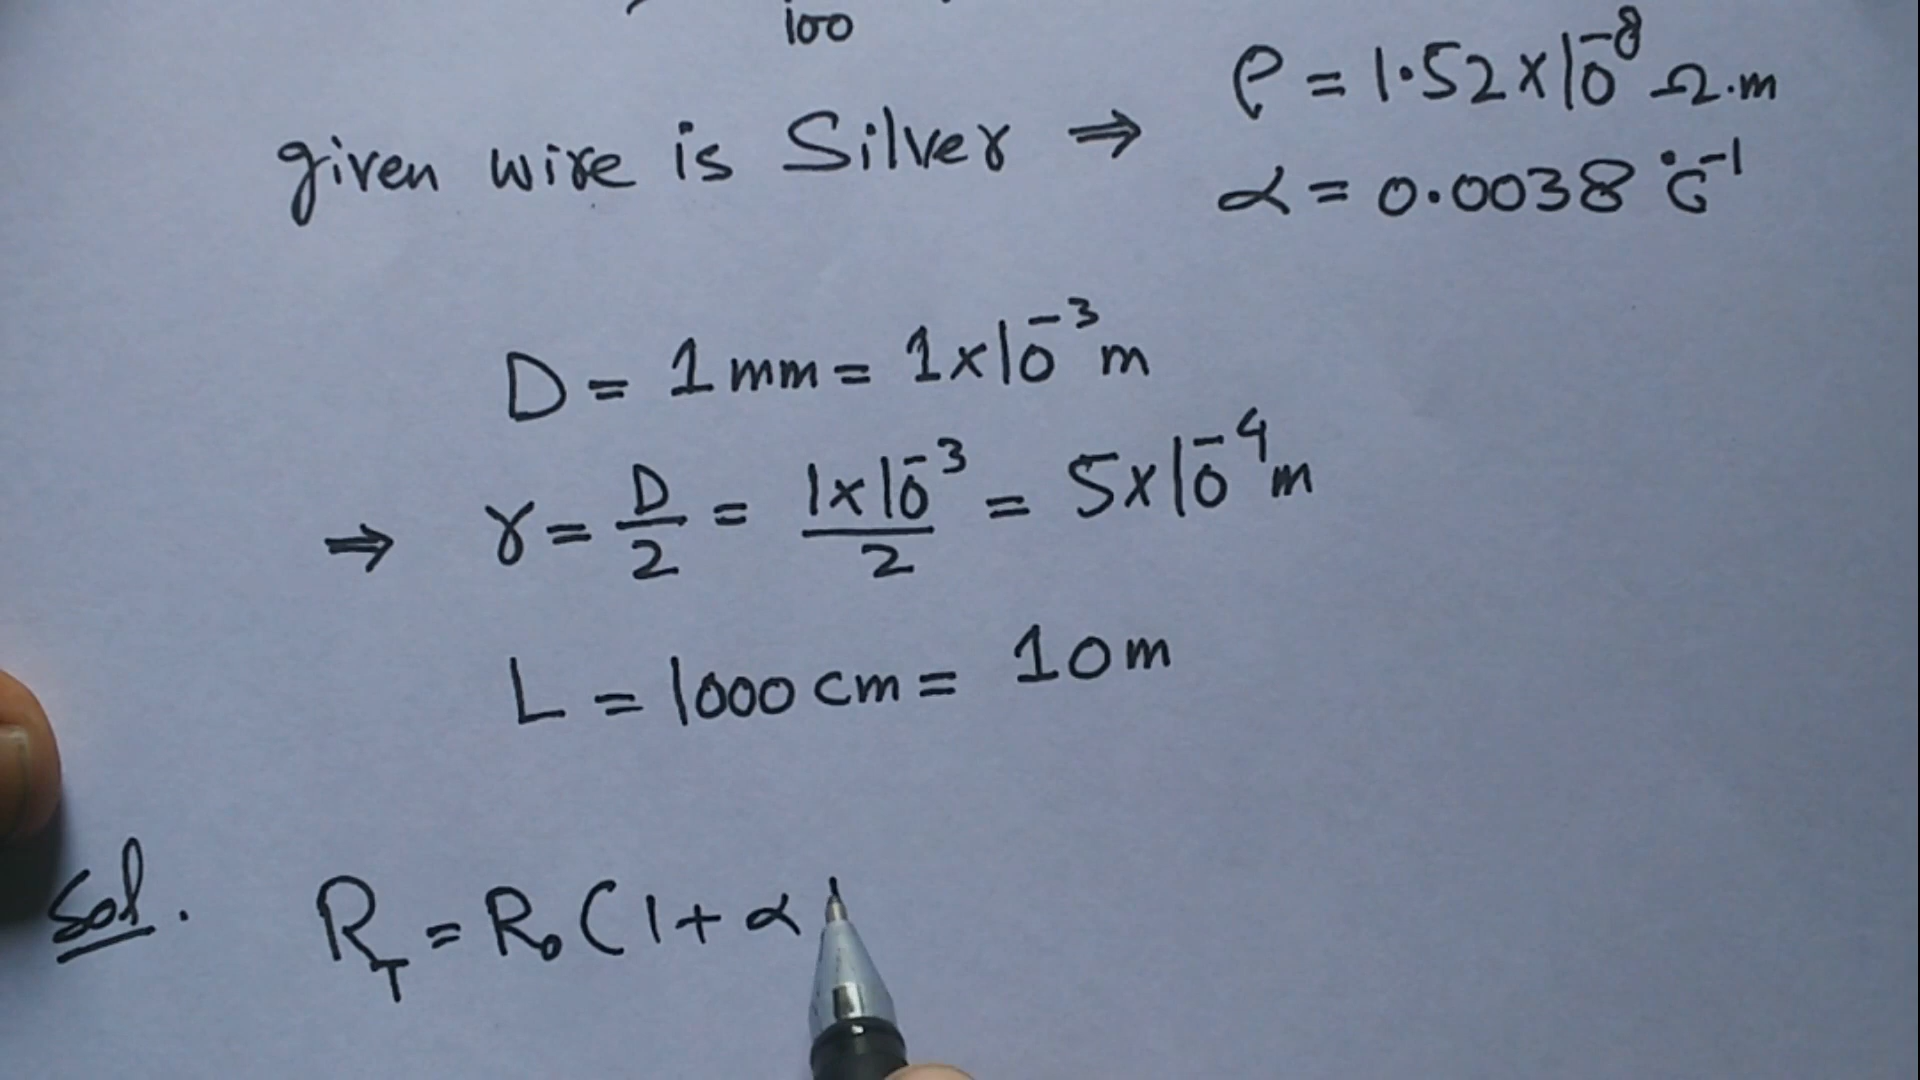 100
ρ = 1.52×10⁻⁸ Ω.m
given wire is Silver ⇒
α = 0.0038 °C⁻¹
D = 1 mm = 1×10⁻³ m
⇒ r = D/2 = 1×10⁻³/2 = 5×10⁻⁴ m
L = 1000 cm = 10 m
Sol. R_T = R₀ (1 + α